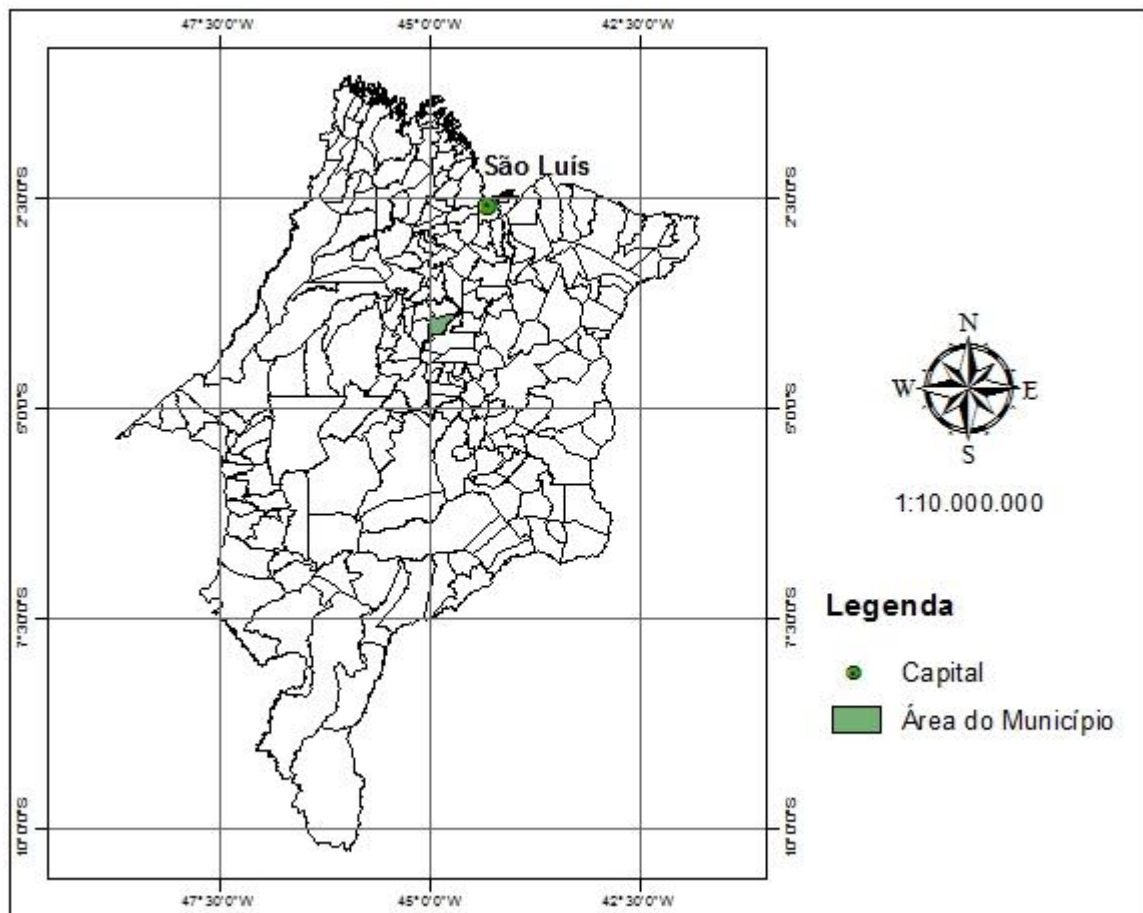 47°30'0"W 45°0'0"W 42°30'0"W
São Luís
2°30'0"S 2°30'0"S
5°0'0"S 5°0'0"S
7°30'0"S 7°30'0"S
10°0'0"S 10°0'0"S
47°30'0"W 45°0'0"W 42°30'0"W
N
W E
S
1:10.000.000
Legenda
Capital
Área do Município